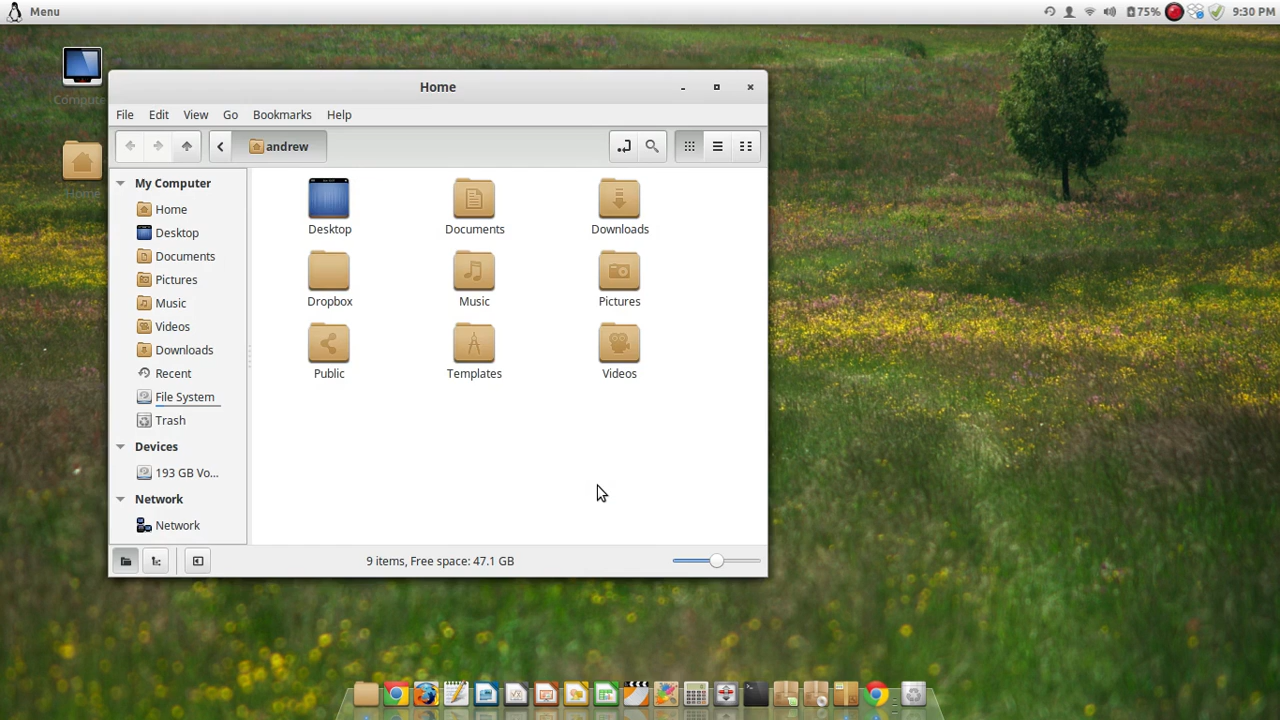 Menu
75%
9:30 PM
Computer
Home
Home
File Edit View Go Bookmarks Help
andrew
My Computer
Home
Desktop
Documents
Pictures
Music
Videos
Downloads
Recent
File System
Trash
Devices
193 GB Vo...
Network
Network
Desktop
Documents
Downloads
Dropbox
Music
Pictures
Public
Templates
Videos
9 items, Free space: 47.1 GB